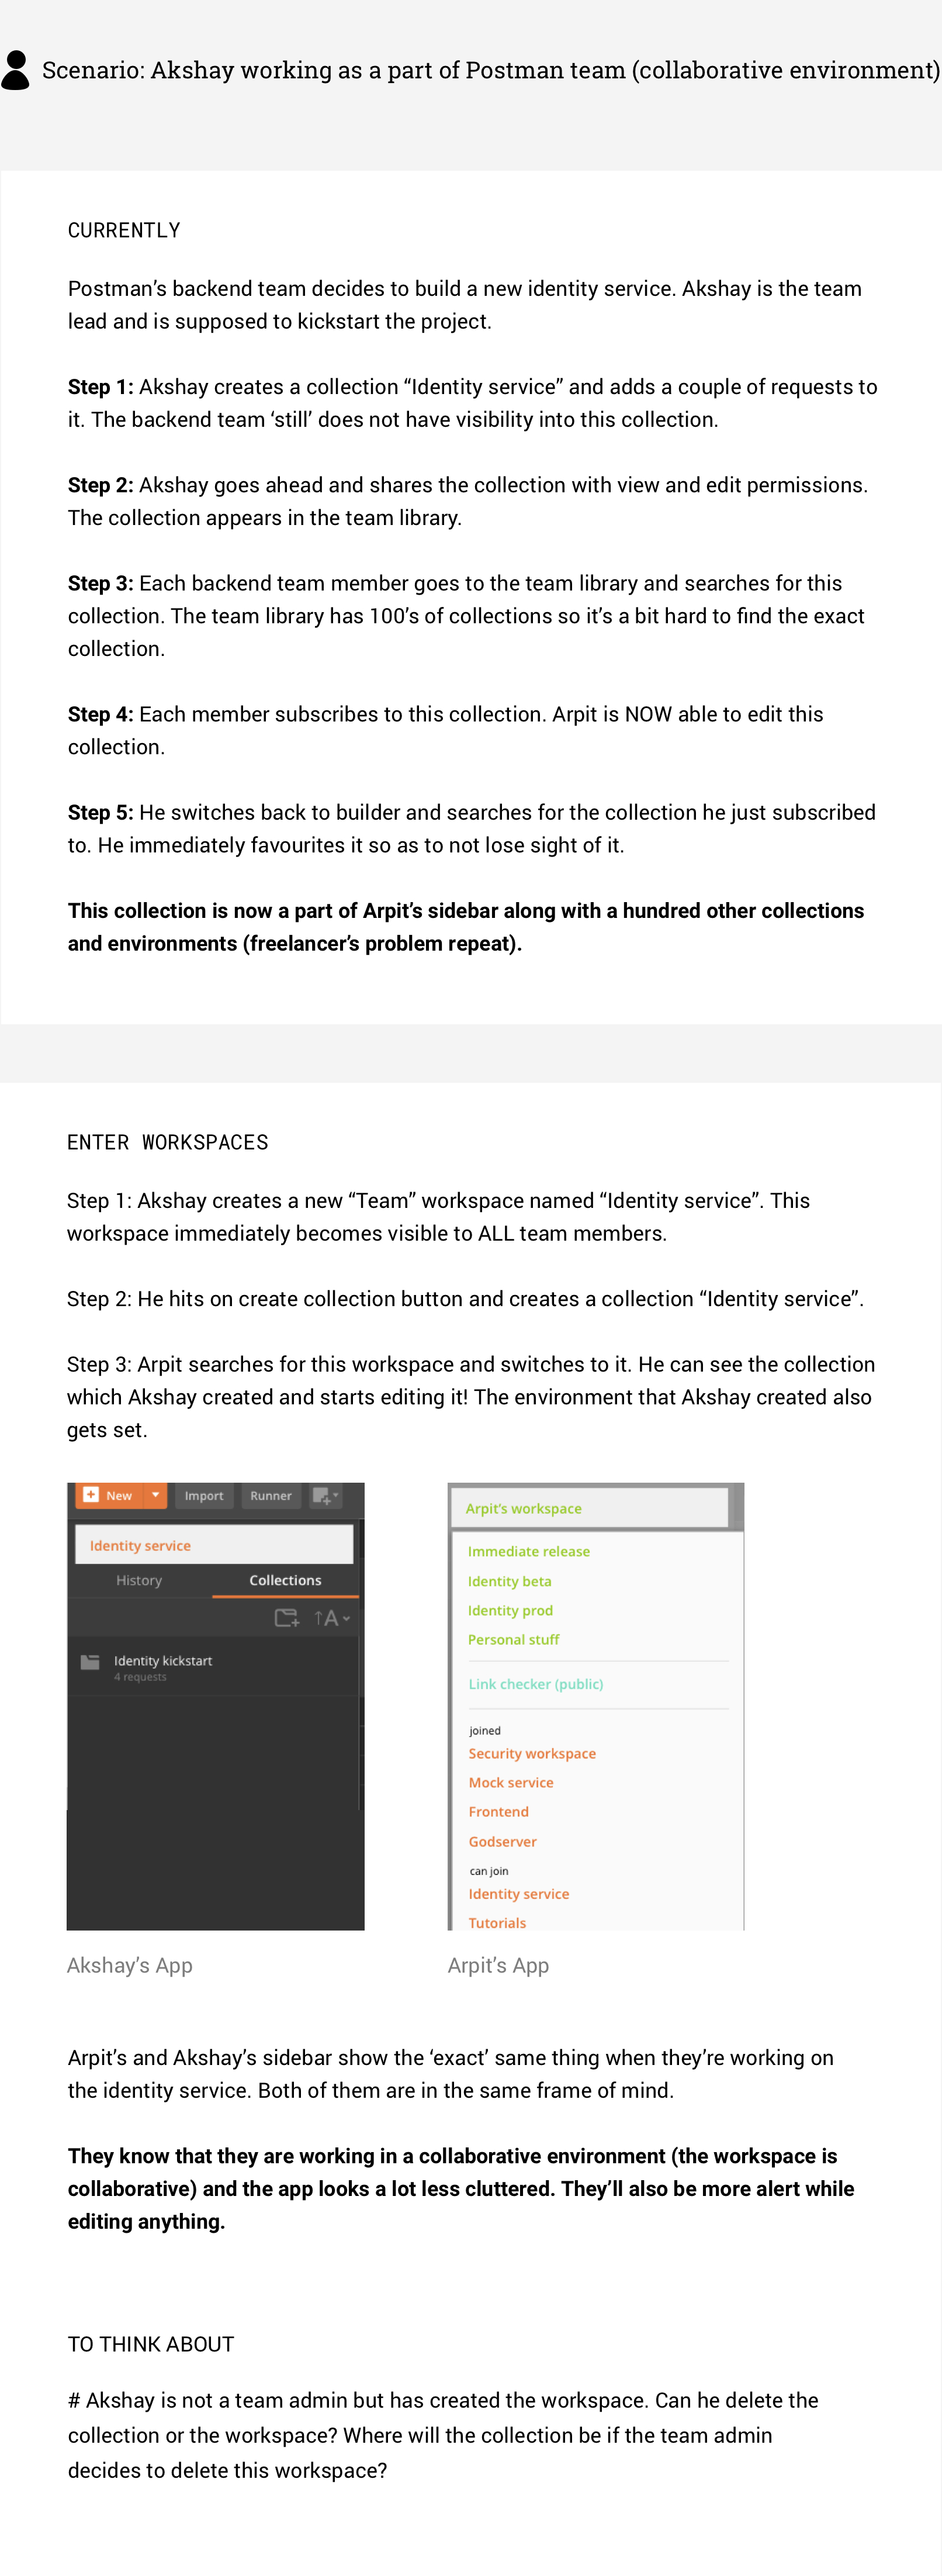 Scenario: Akshay working as a part of Postman team (collaborative environment)
CURRENTLY
Postman’s backend team decides to build a new identity service. Akshay is the team
lead and is supposed to kickstart the project.
Step 1: Akshay creates a collection “Identity service” and adds a couple of requests to
it. The backend team ‘still’ does not have visibility into this collection.
Step 2: Akshay goes ahead and shares the collection with view and edit permissions.
The collection appears in the team library.
Step 3: Each backend team member goes to the team library and searches for this
collection. The team library has 100’s of collections so it’s a bit hard to find the exact
collection.
Step 4: Each member subscribes to this collection. Arpit is NOW able to edit this
collection.
Step 5: He switches back to builder and searches for the collection he just subscribed
to. He immediately favourites it so as to not lose sight of it.
This collection is now a part of Arpit’s sidebar along with a hundred other collections
and environments (freelancer’s problem repeat).
ENTER WORKSPACES
Step 1: Akshay creates a new “Team” workspace named “Identity service”. This
workspace immediately becomes visible to ALL team members.
Step 2: He hits on create collection button and creates a collection “Identity service”.
Step 3: Arpit searches for this workspace and switches to it. He can see the collection
which Akshay created and starts editing it! The environment that Akshay created also
gets set.
New Import Runner
Identity service
History Collections
A
Identity kickstart
4 requests
Akshay’s App
Arpit’s workspace
Immediate release
Identity beta
Identity prod
Personal stuff
Link checker (public)
joined
Security workspace
Mock service
Frontend
Godserver
can join
Identity service
Tutorials
Arpit’s App
Arpit’s and Akshay’s sidebar show the ‘exact’ same thing when they’re working on
the identity service. Both of them are in the same frame of mind.
They know that they are working in a collaborative environment (the workspace is
collaborative) and the app looks a lot less cluttered. They’ll also be more alert while
editing anything.
TO THINK ABOUT
# Akshay is not a team admin but has created the workspace. Can he delete the
collection or the workspace? Where will the collection be if the team admin
decides to delete this workspace?